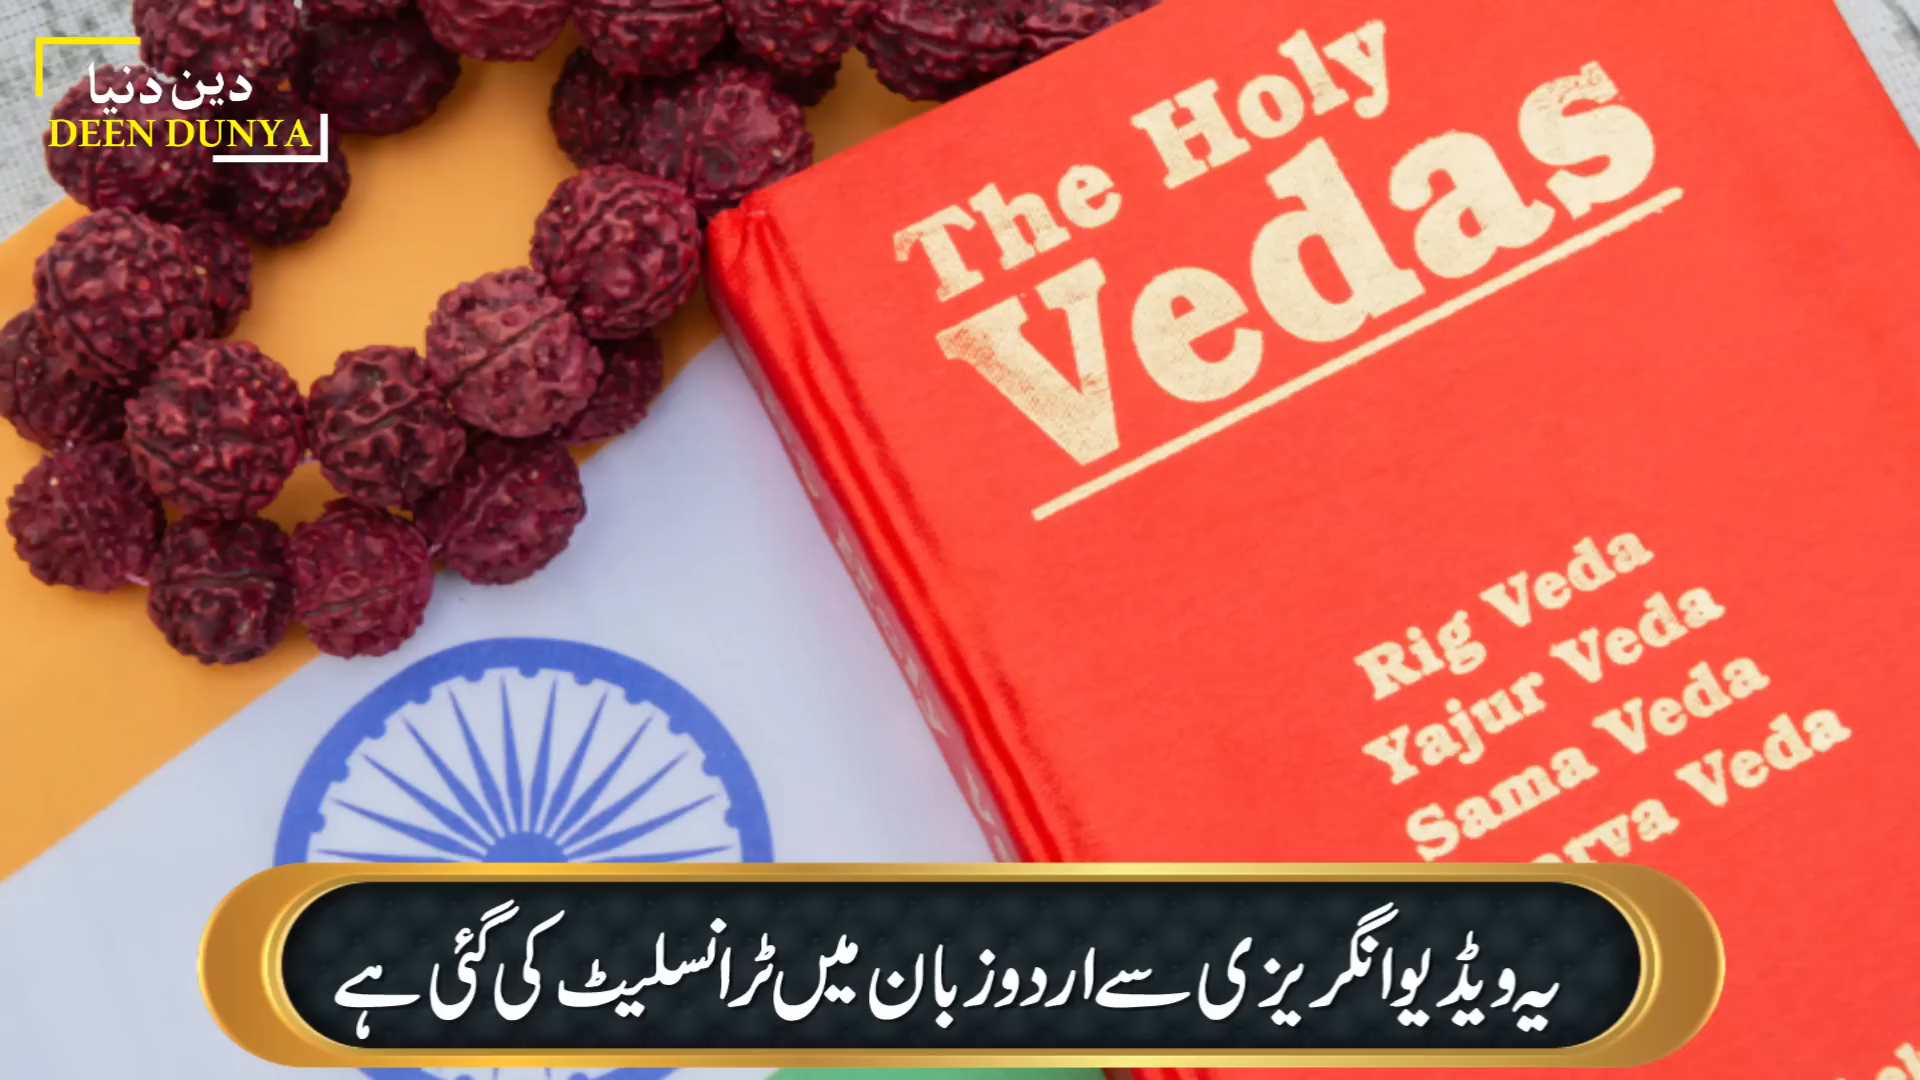 دین دنیا
DEEN DUNYA
The Holy
Vedas
Rig Veda
Yajur Veda
Sama Veda
Veda
یہ ویڈیو انگریزی سے اردو زبان میں ٹرانسلیٹ کی گئی ہے